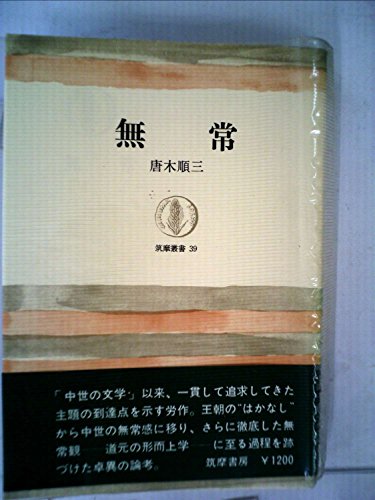 無常
唐木順三
筑摩叢書 39
「中世の文学」以来、一貫して追求してきた
主題の到達点を示す労作。王朝の"はかなし"
から中世の無常感に移り、さらに徹底した無
常観——道元の形而上学——に至る過程を跡
づけた卓異の論考。
筑摩書房 ￥1200